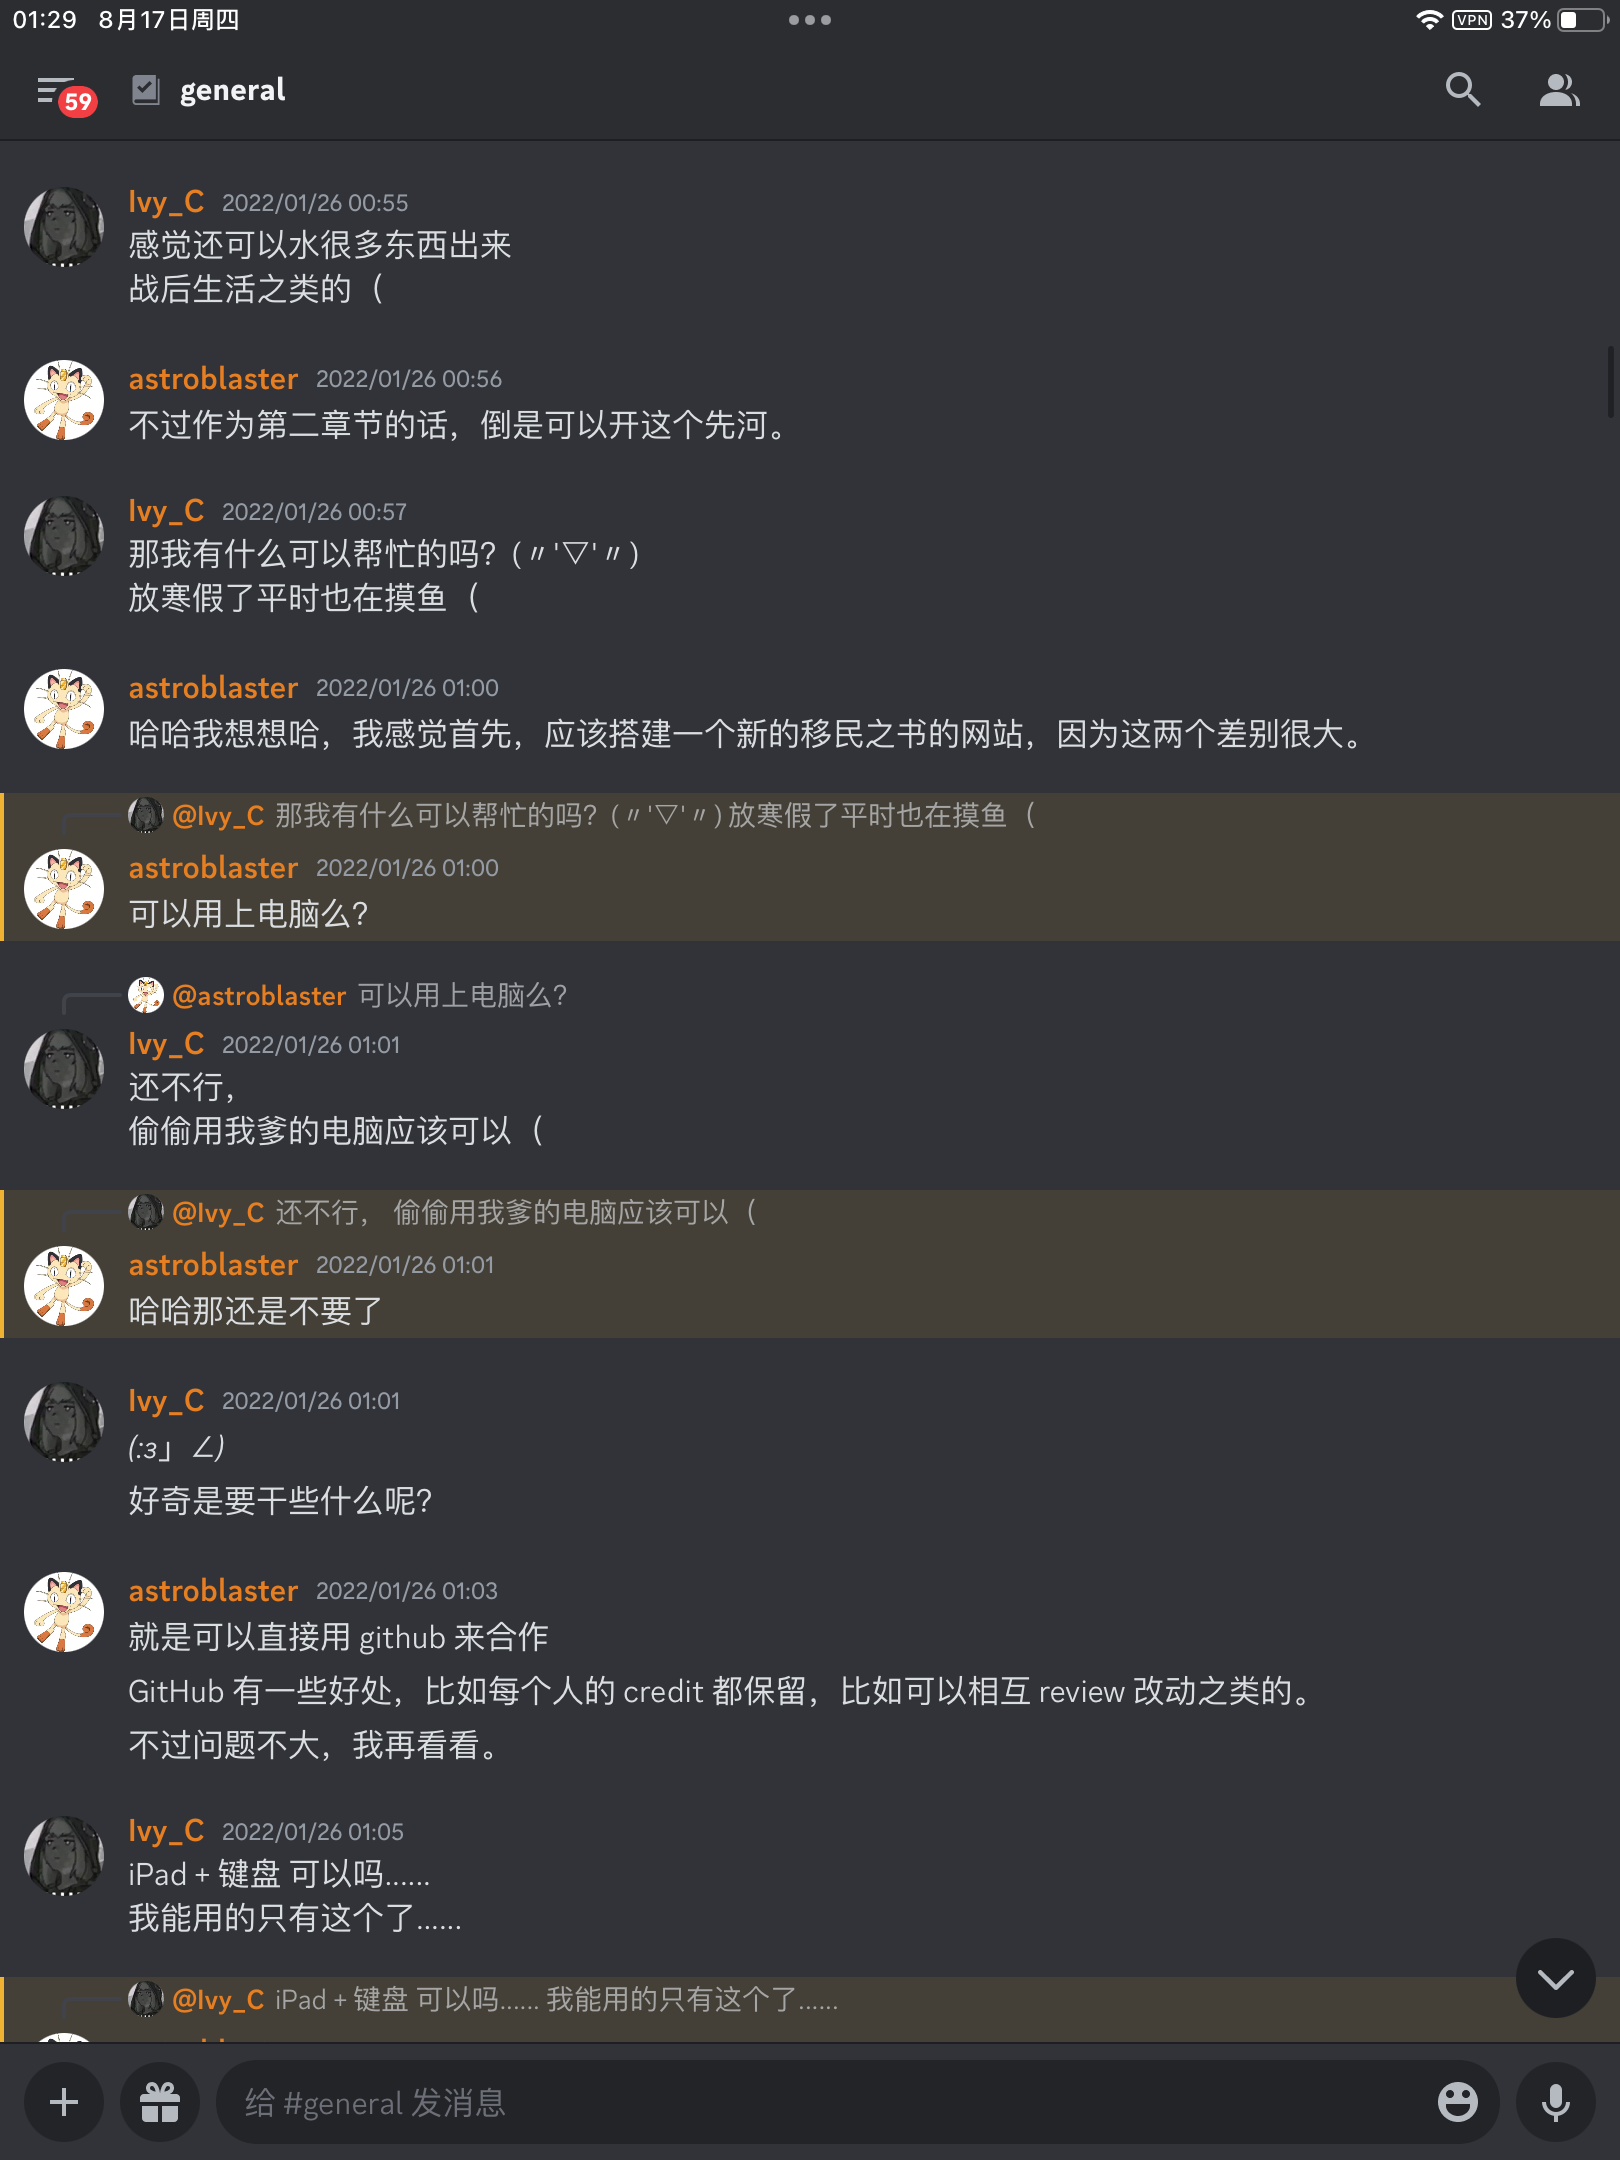 01:29 8月17日周四
VPN 37%
59 general
Ivy_C 2022/01/26 00:55
感觉还可以水很多东西出来
战后生活之类的（
astroblaster 2022/01/26 00:56
不过作为第二章节的话，倒是可以开这个先河。
Ivy_C 2022/01/26 00:57
那我有什么可以帮忙的吗？(〃'▽'〃)
放寒假了平时也在摸鱼（
astroblaster 2022/01/26 01:00
哈哈我想想哈，我感觉首先，应该搭建一个新的移民之书的网站，因为这两个差别很大。
@Ivy_C 那我有什么可以帮忙的吗？(〃'▽'〃)放寒假了平时也在摸鱼（
astroblaster 2022/01/26 01:00
可以用上电脑么？
@astroblaster 可以用上电脑么？
Ivy_C 2022/01/26 01:01
还不行，
偷偷用我爹的电脑应该可以（
@Ivy_C 还不行， 偷偷用我爹的电脑应该可以（
astroblaster 2022/01/26 01:01
哈哈那还是不要了
Ivy_C 2022/01/26 01:01
(:з」∠)
好奇是要干些什么呢？
astroblaster 2022/01/26 01:03
就是可以直接用 github 来合作
GitHub 有一些好处，比如每个人的 credit 都保留，比如可以相互 review 改动之类的。
不过问题不大，我再看看。
Ivy_C 2022/01/26 01:05
iPad + 键盘 可以吗......
我能用的只有这个了......
@Ivy_C iPad + 键盘 可以吗...... 我能用的只有这个了......
给 #general 发消息